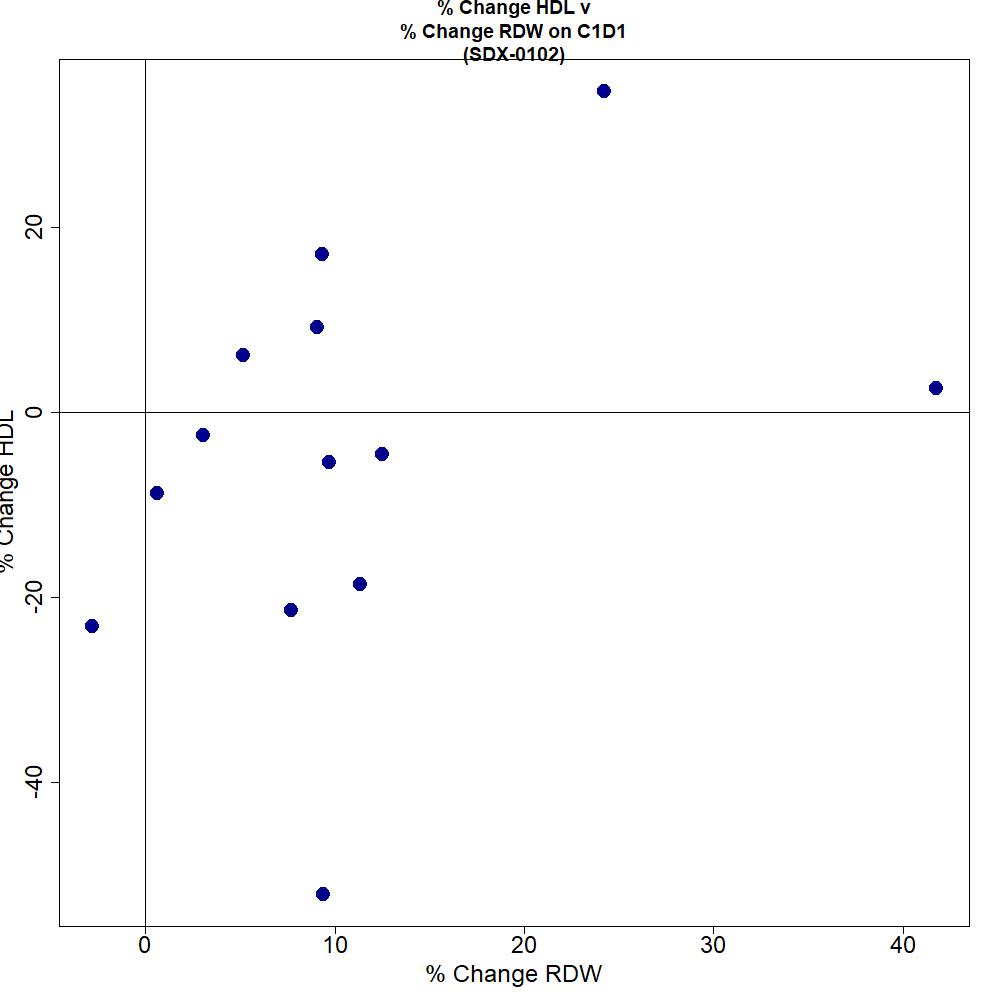 % Change HDL v
% Change RDW on C1D1
(SDX-0102)
20
0
-20
-40
% Change HDL
0
10
20
30
40
% Change RDW